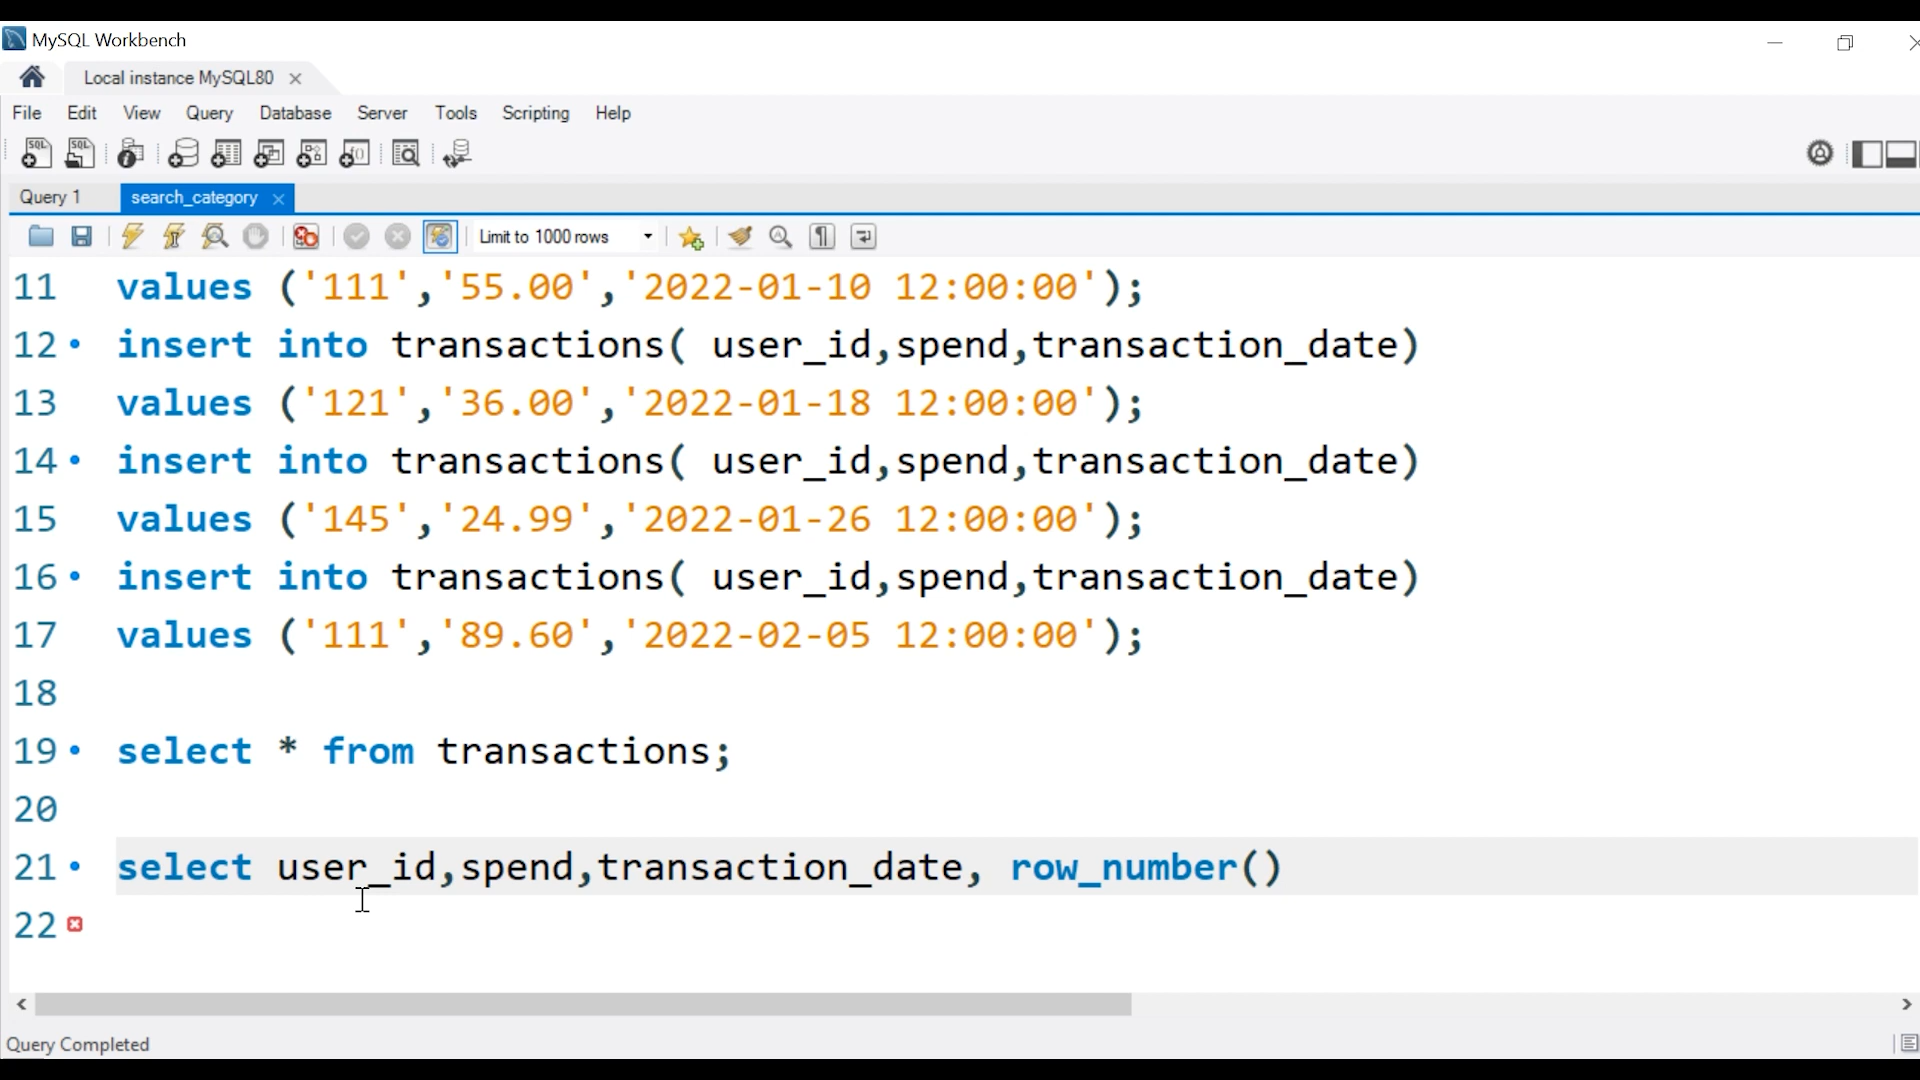 MySQL Workbench
Local instance MySQL80
File Edit View Query Database Server Tools Scripting Help
Query 1 search_category
Limit to 1000 rows
11 values ('111','55.00','2022-01-10 12:00:00');
12 insert into transactions( user_id,spend,transaction_date)
13 values ('121','36.00','2022-01-18 12:00:00');
14 insert into transactions( user_id,spend,transaction_date)
15 values ('145','24.99','2022-01-26 12:00:00');
16 insert into transactions( user_id,spend,transaction_date)
17 values ('111','89.60','2022-02-05 12:00:00');
18
19 select * from transactions;
20
21 select user_id,spend,transaction_date, row_number()
22
Query Completed